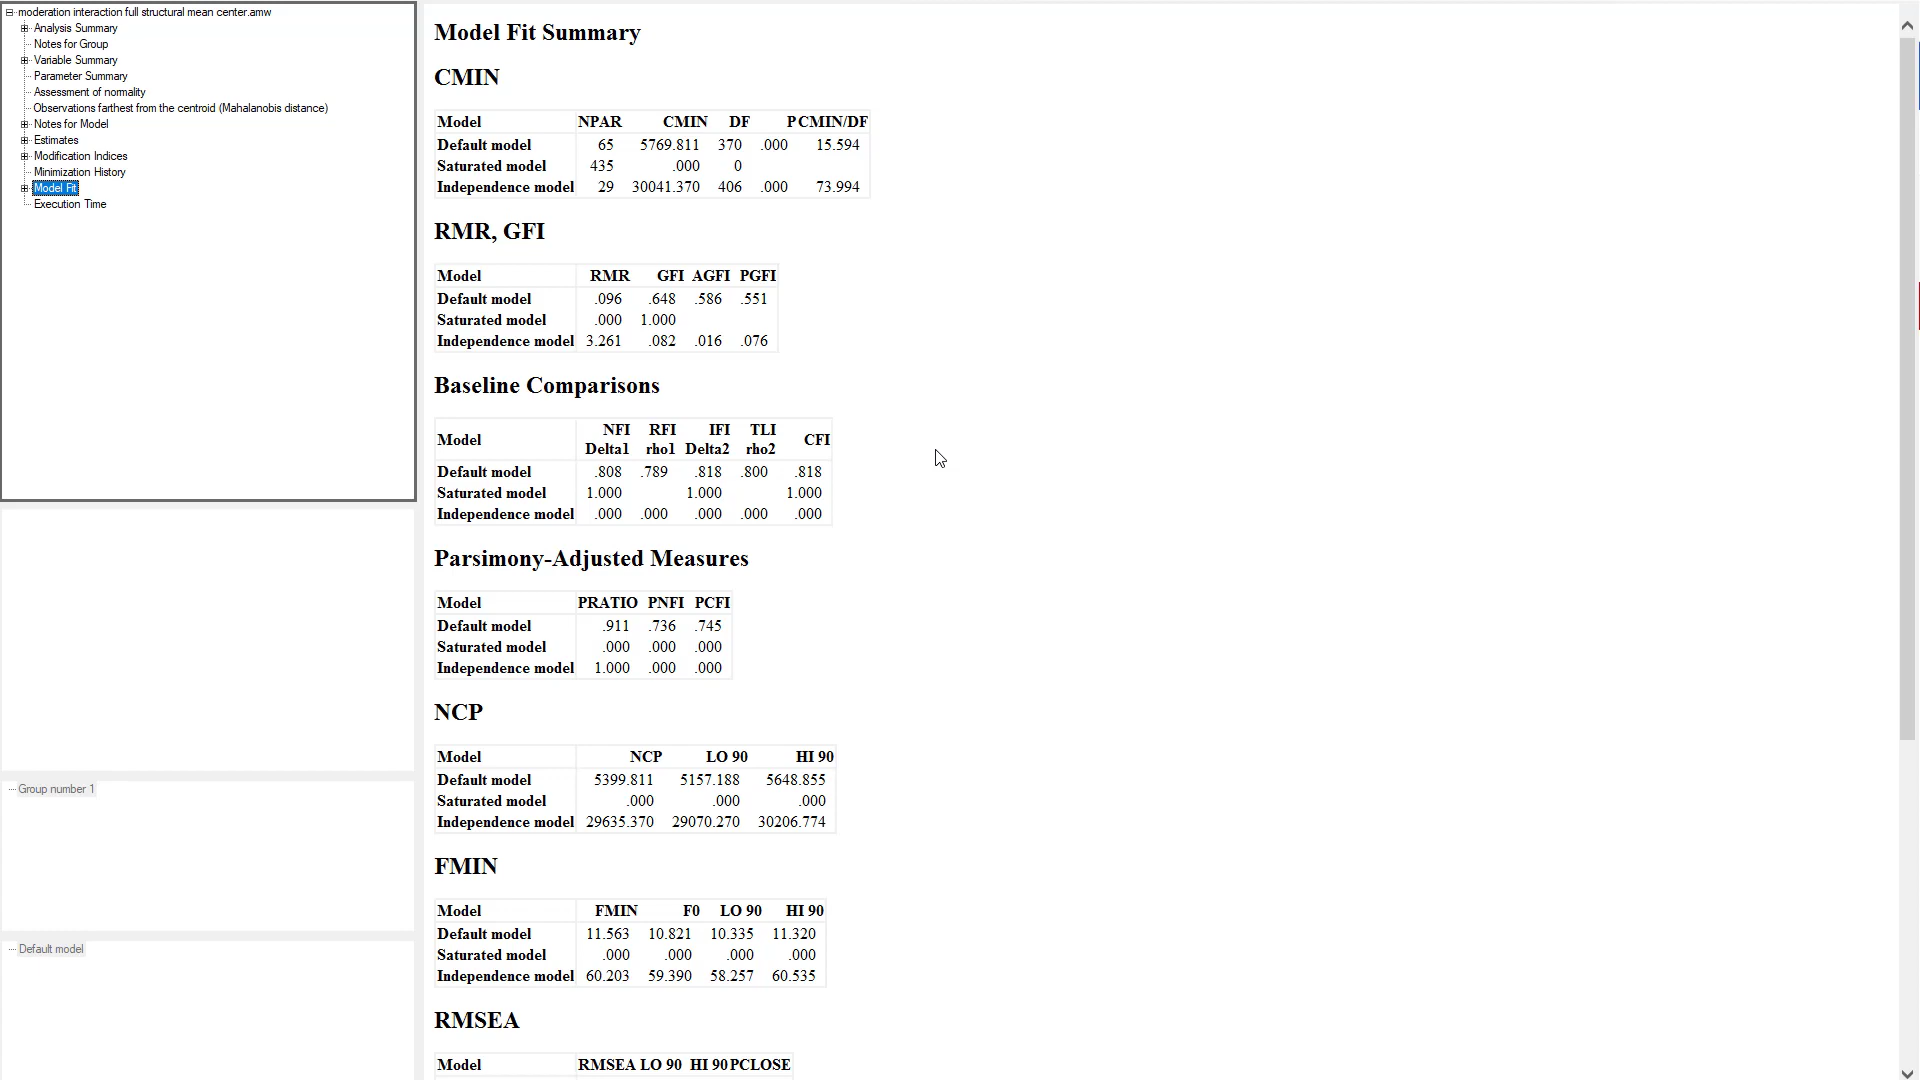 moderation interaction full structural mean center.amw
Analysis Summary
Notes for Group
Variable Summary
Parameter Summary
Assessment of normality
Observations farthest from the centroid (Mahalanobis distance)
Notes for Model
Estimates
Modification Indices
Minimization History
Model Fit
Execution Time
Group number 1
Default model
Model Fit Summary
CMIN
Model NPAR CMIN DF P CMIN/DF
Default model 65 5769.811 370 .000 15.594
Saturated model 435 .000 0
Independence model 29 30041.370 406 .000 73.994
RMR, GFI
Model RMR GFI AGFI PGFI
Default model .096 .648 .586 .551
Saturated model .000 1.000
Independence model 3.261 .082 .016 .076
Baseline Comparisons
Model NFI Delta1 RFI rho1 IFI Delta2 TLI rho2 CFI
Default model .808 .789 .818 .800 .818
Saturated model 1.000 1.000 1.000
Independence model .000 .000 .000 .000 .000
Parsimony-Adjusted Measures
Model PRATIO PNFI PCFI
Default model .911 .736 .745
Saturated model .000 .000 .000
Independence model 1.000 .000 .000
NCP
Model NCP LO 90 HI 90
Default model 5399.811 5157.188 5648.855
Saturated model .000 .000 .000
Independence model 29635.370 29070.270 30206.774
FMIN
Model FMIN F0 LO 90 HI 90
Default model 11.563 10.821 10.335 11.320
Saturated model .000 .000 .000 .000
Independence model 60.203 59.390 58.257 60.535
RMSEA
Model RMSEA LO 90 HI 90 PCLOSE